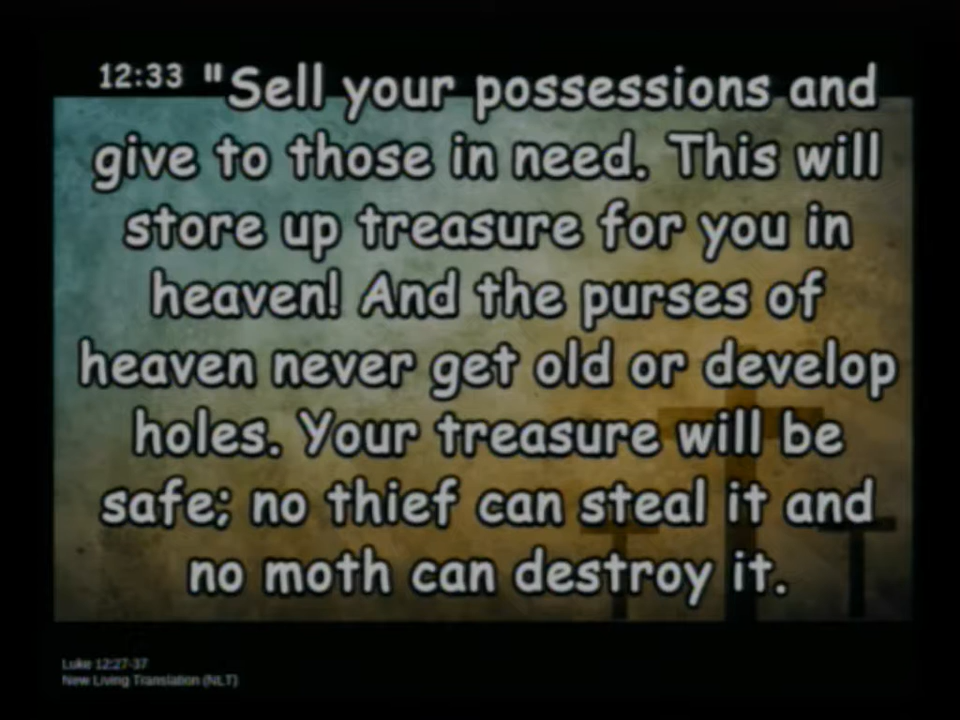 12:33 "Sell your possessions and
give to those in need. This will
store up treasure for you in
heaven! And the purses of
heaven never get old or develop
holes. Your treasure will be
safe; no thief can steal it and
no moth can destroy it.
Luke 12:27-37
New Living Translation (NLT)